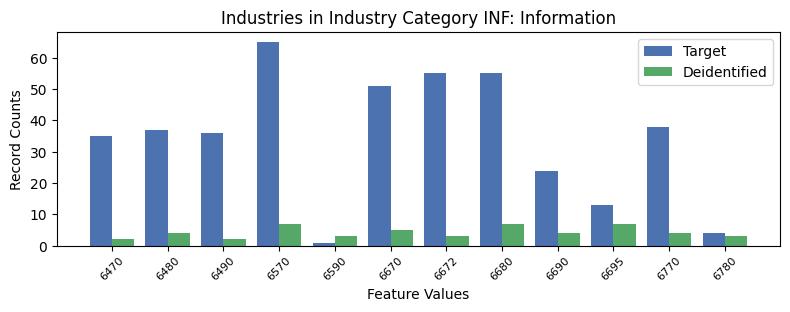 Industries in Industry Category INF: Information
Target
Deidentified
Record Counts
60
50
40
30
20
10
0
6470 6480 6490 6570 6590 6670 6672 6680 6690 6695 6770 6780
Feature Values